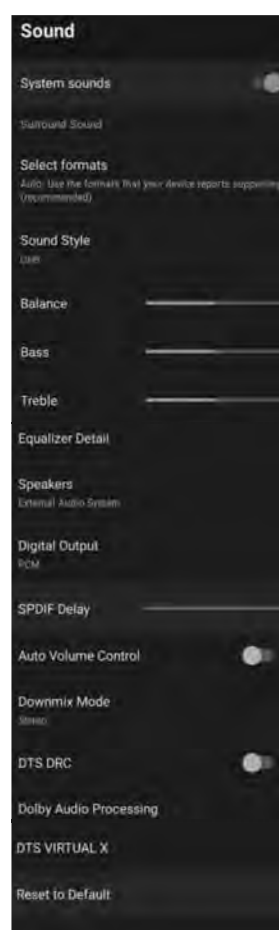 Sound
System sounds
Surround Sound
Select formats
Auto: Use the formats that your device reports supporting
(recommended)
Sound Style
User
Balance
Bass
Treble
Equalizer Detail
Speakers
External Audio System
Digital Output
PCM
SPDIF Delay
Auto Volume Control
Downmix Mode
Stereo
DTS DRC
Dolby Audio Processing
DTS VIRTUAL X
Reset to Default